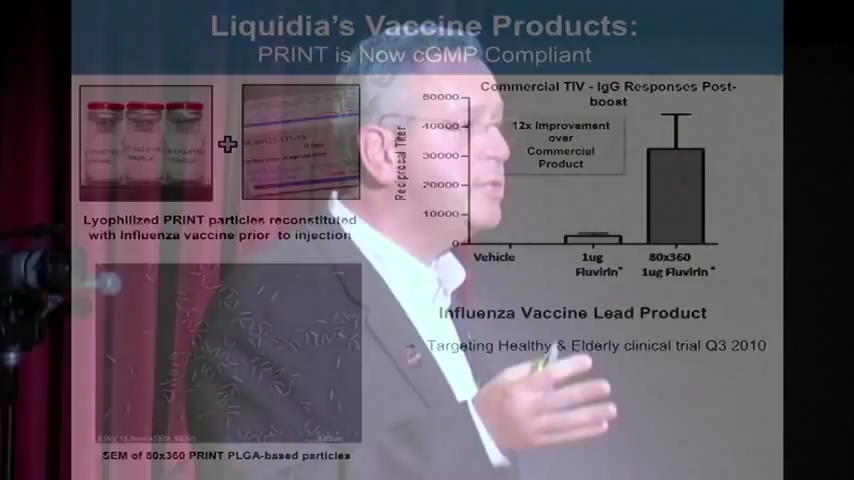 Liquidia's Vaccine Products:
PRINT is Now cGMP Compliant
Commercial TIV - IgG Responses Post-
boost
Reciprocal Titer
40000
30000
20000
10000
0
12x Improvement
over
Commercial
Product
Vehicle
1ug
Fluvirin*
80x360
1ug Fluvirin*
+
Lyophilized PRINT particles reconstituted
with Influenza vaccine prior to injection
Influenza Vaccine Lead Product
Targeting Healthy & Elderly clinical trial Q3 2010
SEM of 80x360 PRINT PLGA-based particles